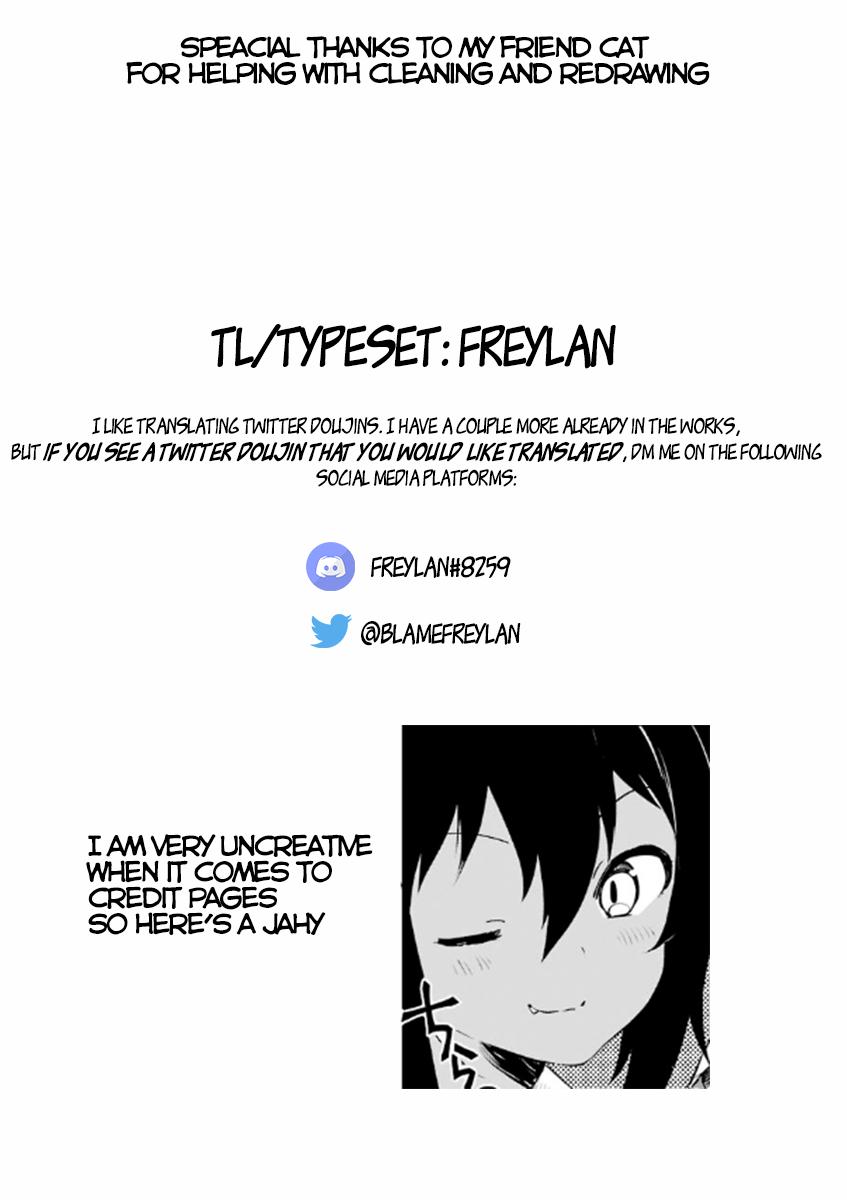 SPEACIAL THANKS TO MY FRIEND CAT
FOR HELPING WITH CLEANING AND REDRAWING
TL/TYPESET: FREYLAN
I LIKE TRANSLATING TWITTER DOUJINS. I HAVE A COUPLE MORE ALREADY IN THE WORKS,
BUT IF YOU SEE A TWITTER DOUJIN THAT YOU WOULD LIKE TRANSLATED, DM ME ON THE FOLLOWING
SOCIAL MEDIA PLATFORMS:
FREYLAN#8259
@BLAMEFREYLAN
I AM VERY UNCREATIVE
WHEN IT COMES TO
CREDIT PAGES
SO HERE'S A JAHY
ちら